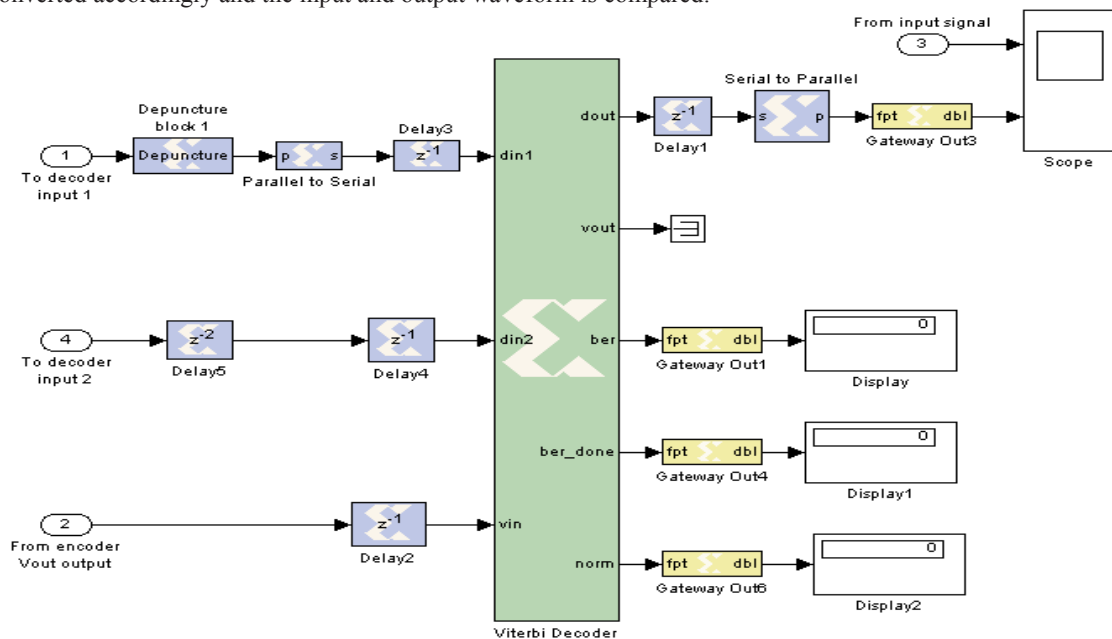 onverted accordingly and the input and output waveform is compared.
From input signal
3
Scope
Depuncture
block 1
Depuncture
1
To decoder
input 1
p s
Parallel to Serial
Delay3
z-1
din1
dout
z-1
Delay1
Serial to Parallel
s p
fpt dbl
Gateway Out3
vout
4
To decoder
input 2
z-2
Delay5
z-1
Delay4
din2
ber
fpt dbl
Gateway Out1
0
Display
ber_done
fpt dbl
Gateway Out4
0
Display1
2
From encoder
Vout output
z-1
Delay2
vin
norm
fpt dbl
Gateway Out6
0
Display2
Viterbi Decoder